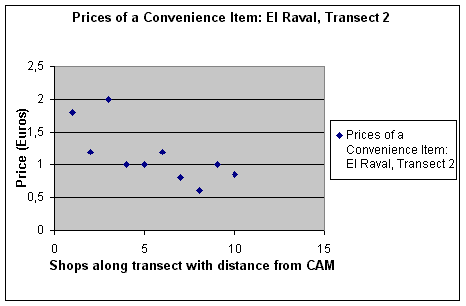 Prices of a Convenience Item: El Raval, Transect 2
Price (Euros)
2,5
2
1,5
1
0,5
0
0 5 10 15
Shops along transect with distance from CAM
Prices of a
Convenience Item:
El Raval, Transect 2